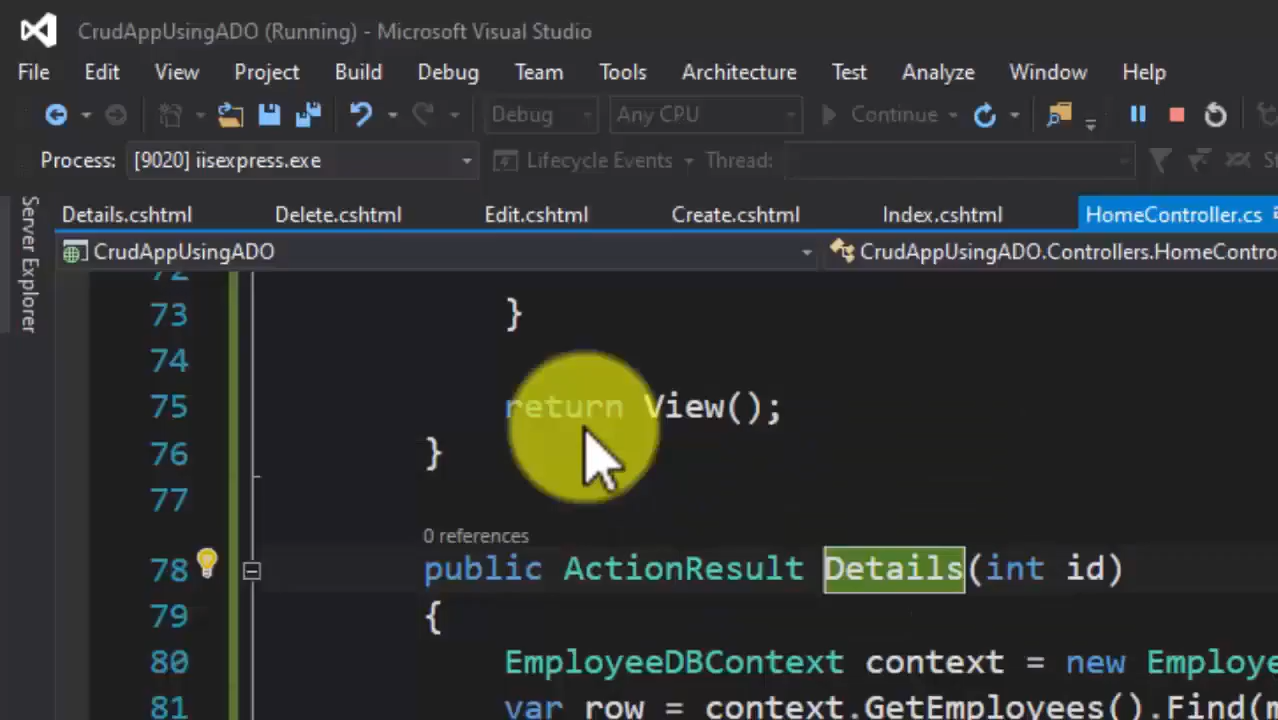 CrudAppUsingADO (Running) - Microsoft Visual Studio
File Edit View Project Build Debug Team Tools Architecture Test Analyze Window Help
Debug Any CPU Continue
Process: [9020] iisexpress.exe Lifecycle Events Thread:
Server Explorer
Details.cshtml Delete.cshtml Edit.cshtml Create.cshtml Index.cshtml HomeController.cs
CrudAppUsingADO CrudAppUsingADO.Controllers.HomeContro
72
73 }
74
75 return View();
76 }
77
0 references
78 public ActionResult Details(int id)
79 {
80 EmployeeDBContext context = new Employe
81 var row = context.GetEmployees().Find(